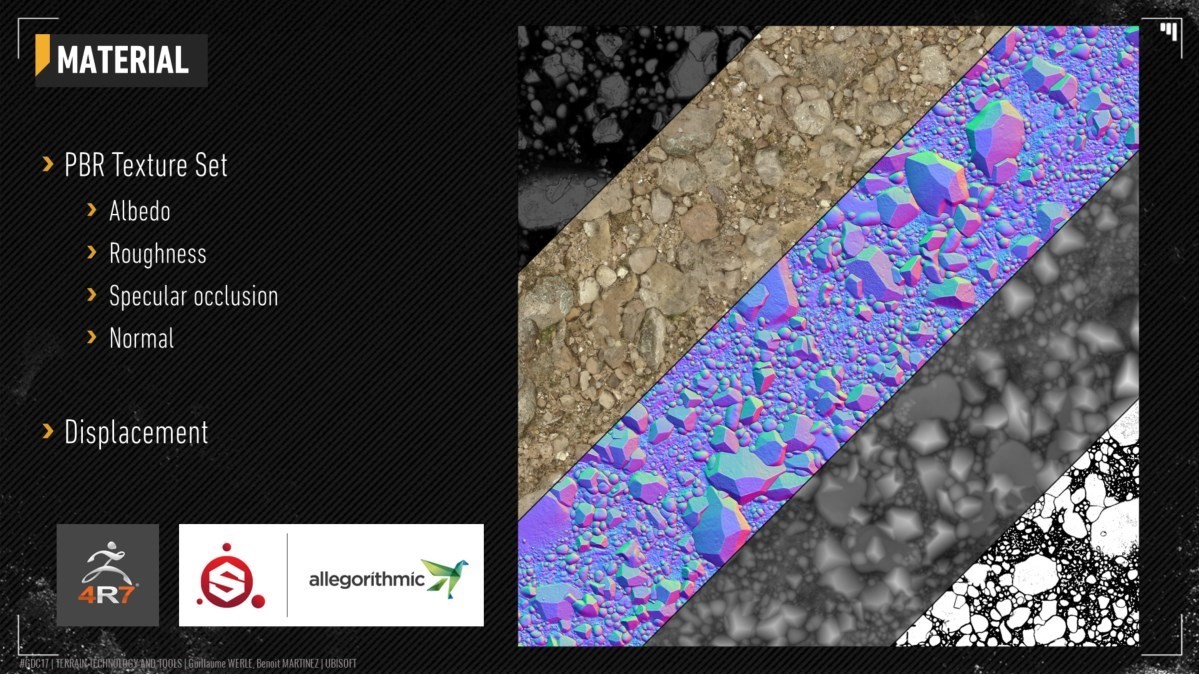 MATERIAL
PBR Texture Set
Albedo
Roughness
Specular occlusion
Normal
Displacement
4R7
allegorithmic
#GDC17 | TERRAIN TECHNOLOGY AND TOOLS | Guillaume WERLE, Benoit MARTINEZ | UBISOFT